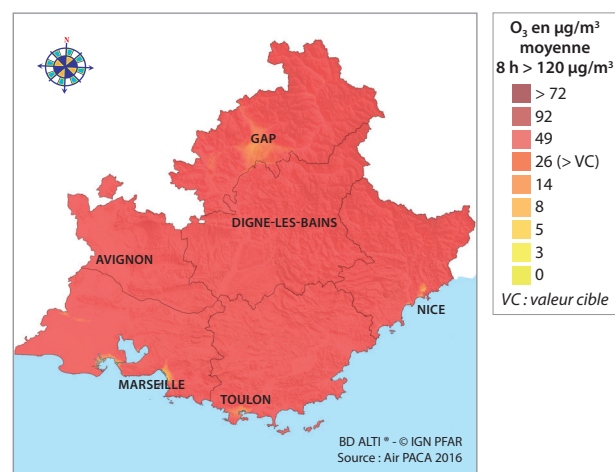 N
GAP
DIGNE-LES-BAINS
AVIGNON
NICE
MARSEILLE
TOULON
BD ALTI ® - © IGN PFAR
Source : Air PACA 2016
O₃ en µg/m³
moyenne
8 h > 120 µg/m³
> 72
92
49
26 (> VC)
14
8
5
3
0
VC : valeur cible